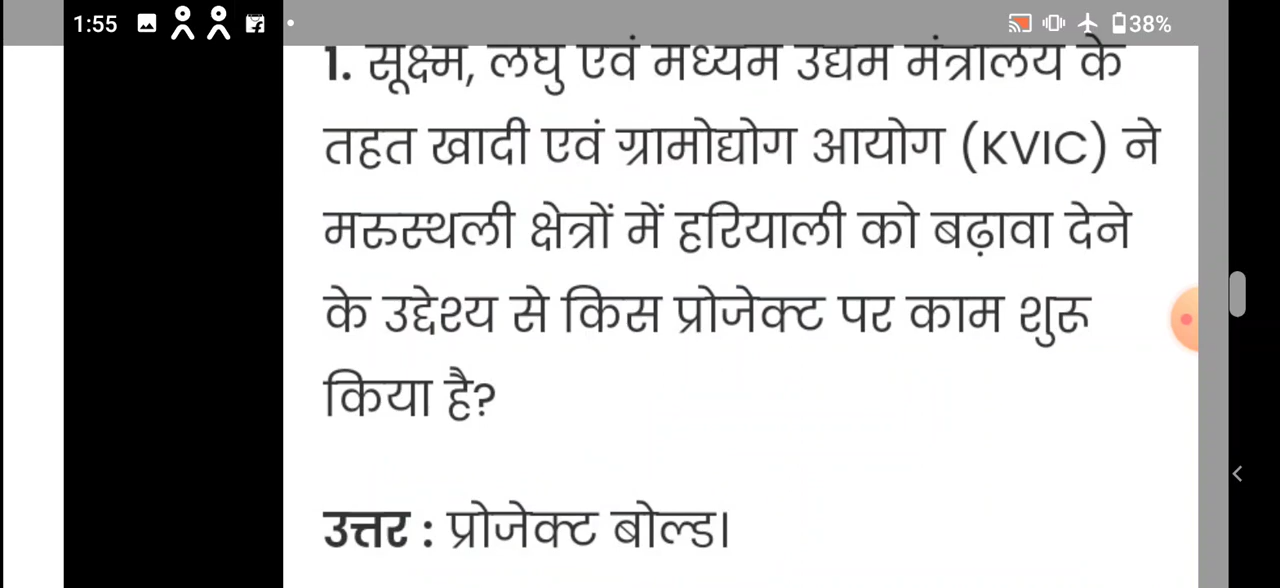 1:55 38%
1. सूक्ष्म, लघु एवं मध्यम उद्यम मंत्रालय के
तहत खादी एवं ग्रामोद्योग आयोग (KVIC) ने
मरुस्थली क्षेत्रों में हरियाली को बढ़ावा देने
के उद्देश्य से किस प्रोजेक्ट पर काम शुरू
किया है?
उत्तर : प्रोजेक्ट बोल्ड।